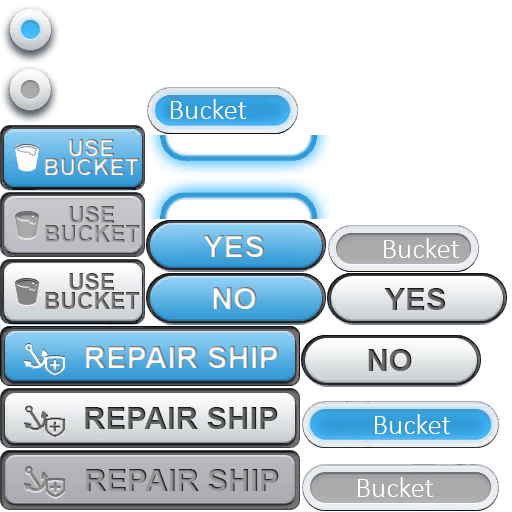 Bucket
USE
BUCKET
USE
BUCKET
YES
Bucket
USE
BUCKET
NO
YES
REPAIR SHIP
NO
REPAIR SHIP
Bucket
REPAIR SHIP
Bucket